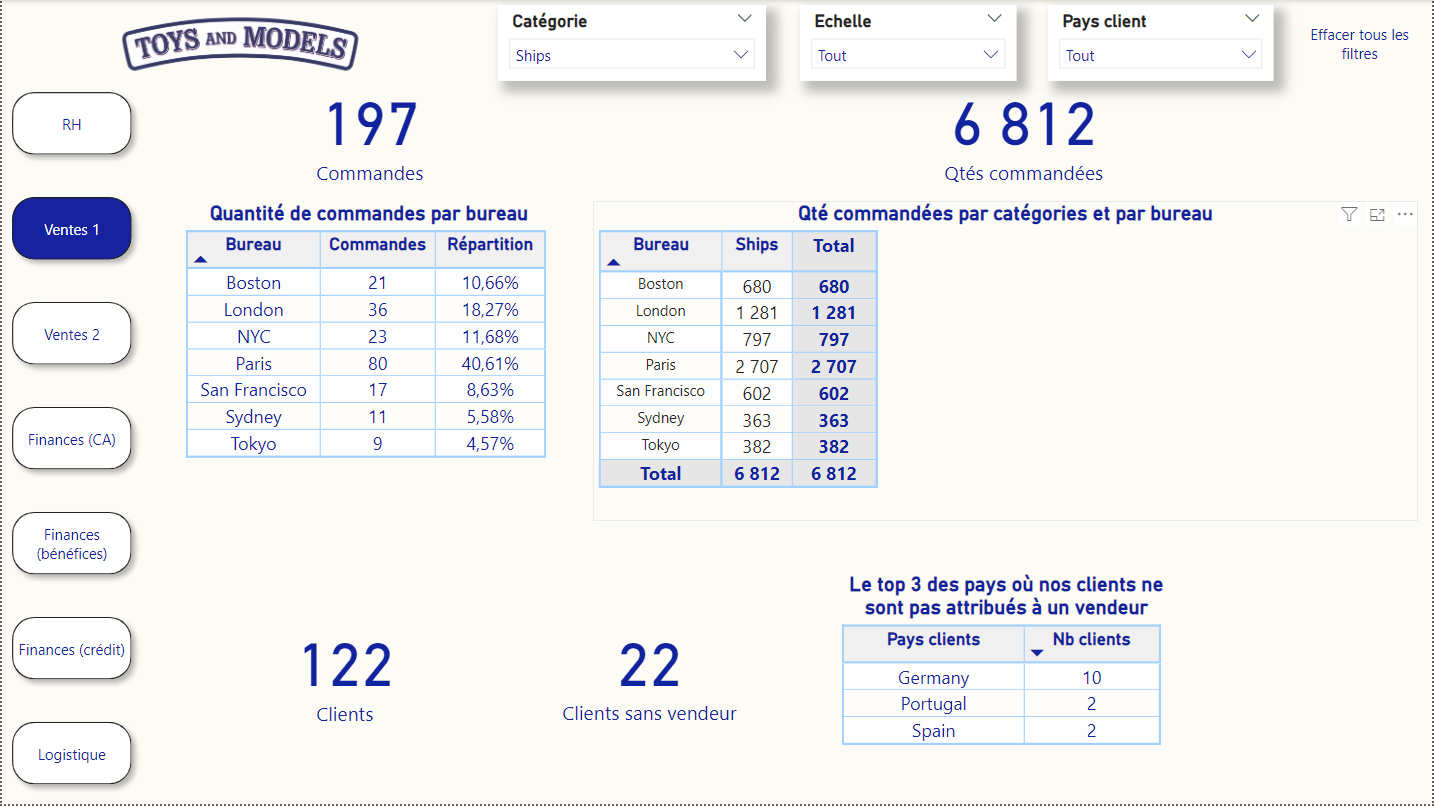 TOYS AND MODELS
Catégorie
Ships
Echelle
Tout
Pays client
Tout
Effacer tous les
filtres
RH
Ventes 1
Ventes 2
Finances (CA)
Finances
(bénéfices)
Finances (crédit)
Logistique
197
Commandes
6 812
Qtés commandées
Quantité de commandes par bureau
Bureau Commandes Répartition
Boston 21 10,66%
London 36 18,27%
NYC 23 11,68%
Paris 80 40,61%
San Francisco 17 8,63%
Sydney 11 5,58%
Tokyo 9 4,57%
Qté commandées par catégories et par bureau
Bureau Ships Total
Boston 680 680
London 1 281 1 281
NYC 797 797
Paris 2 707 2 707
San Francisco 602 602
Sydney 363 363
Tokyo 382 382
Total 6 812 6 812
122
Clients
22
Clients sans vendeur
Le top 3 des pays où nos clients ne
sont pas attribués à un vendeur
Pays clients Nb clients
Germany 10
Portugal 2
Spain 2